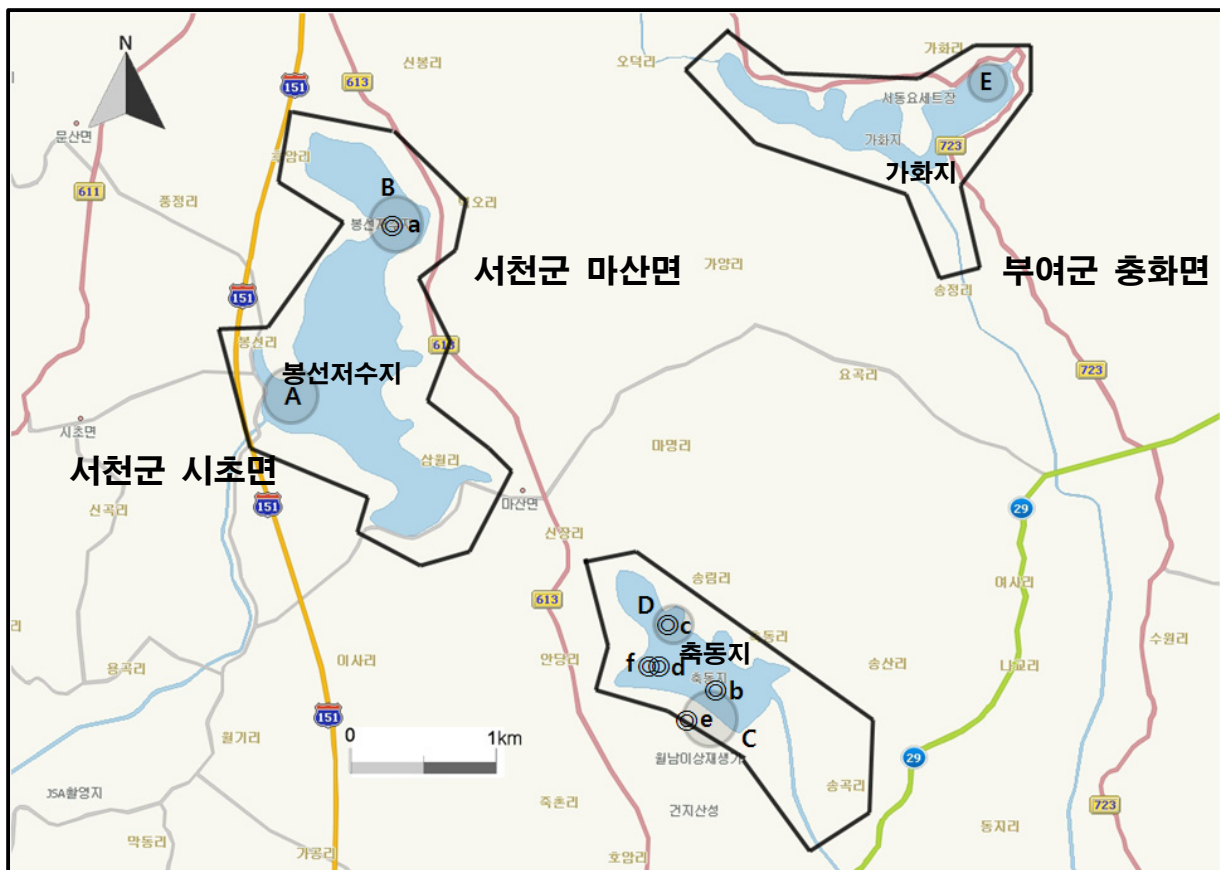 N
가화리
오덕리
신봉리
613
151
서동요세트장
E
문산면
가화지
723
가화지
611
풍정리
B
봉선저수지
a
서천군 마산면
가양리
부여군 충화면
송정리
151
봉선리
613
봉선저수지
A
723
요곡리
시초면
마명리
서천군 시초면
삼월리
151
마산면
29
신곡리
신장리
송림리
여사리
613
D
c
수원리
이사리
안당리
축동지
송산리
용곡리
f
d
축동지
나교리
b
151
e
C
월기리
0
1km
월남이상재생가
29
송곡리
JSA촬영지
죽촌리
건지산성
723
동지리
막동리
가공리
호암리